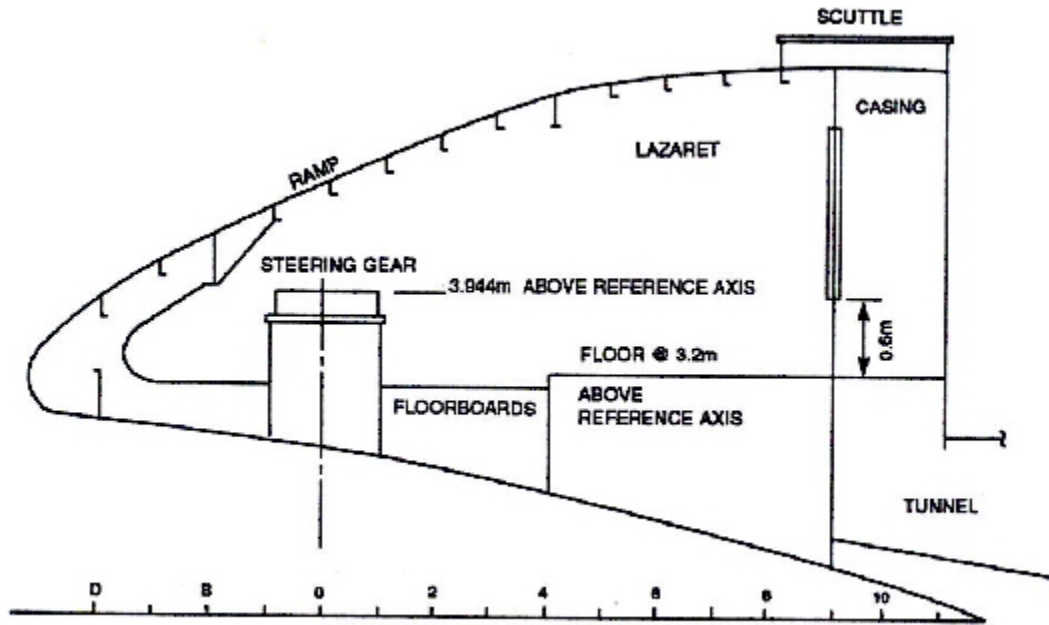 SCUTTLE
CASING
LAZARET
RAMP
STEERING GEAR
3.944m ABOVE REFERENCE AXIS
0.6m
FLOOR @ 3.2m
FLOORBOARDS
ABOVE
REFERENCE AXIS
TUNNEL
D B 0 2 4 6 8 10